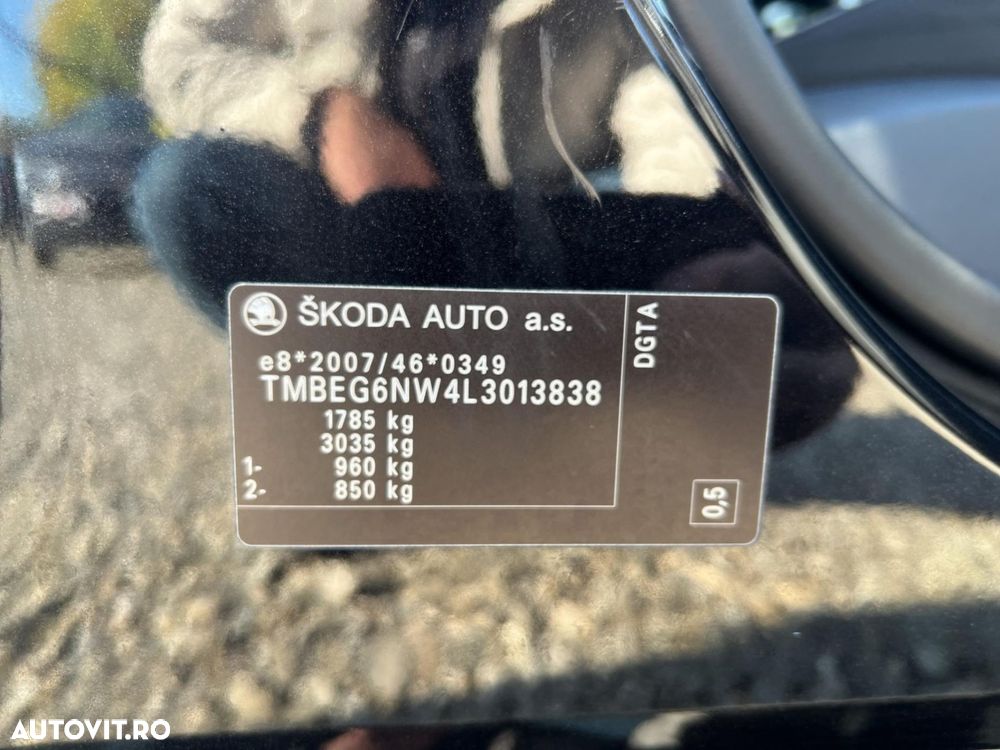 ŠKODA AUTO a.s.
e8*2007/46*0349
TMBEG6NW4L3013838
1785 kg
3035 kg
1- 960 kg
2- 850 kg
DGTA
0,5
AUTOVIT.RO